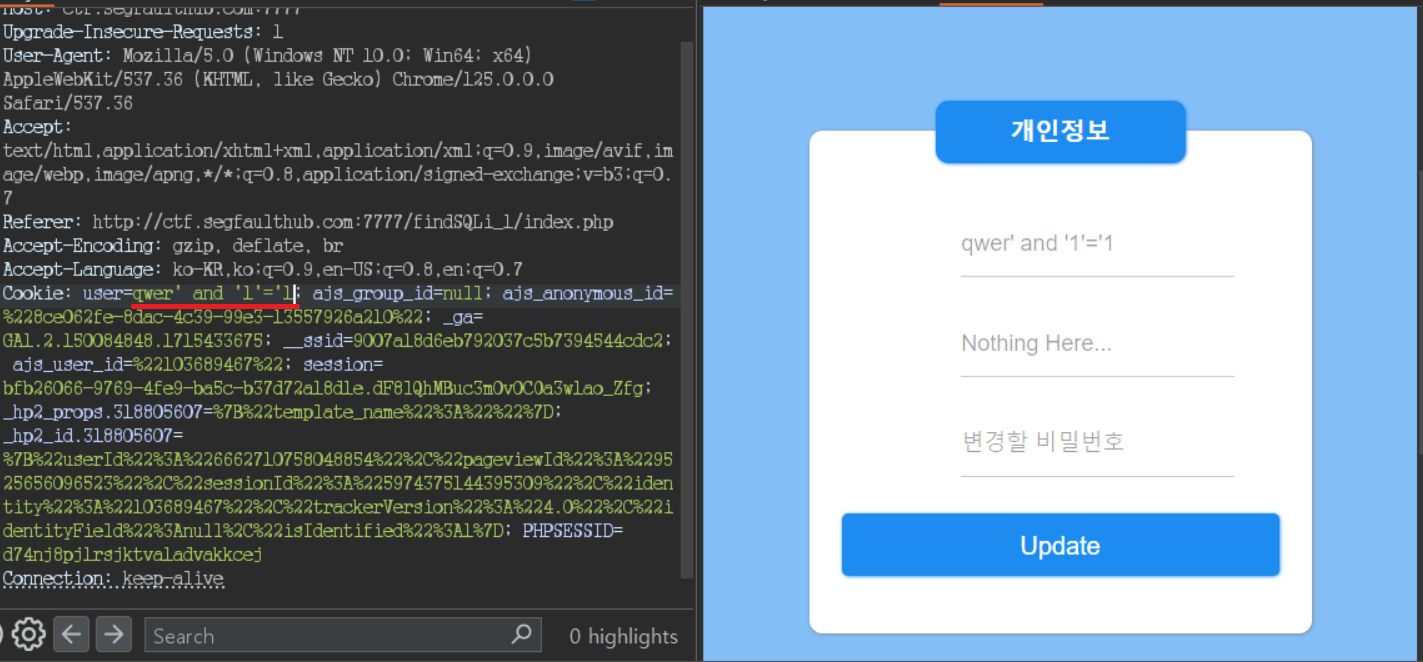 Host: ctf.segfaulthub.com:7777
Upgrade-Insecure-Requests: 1
User-Agent: Mozilla/5.0 (Windows NT 10.0; Win64; x64)
AppleWebKit/537.36 (KHTML, like Gecko) Chrome/125.0.0.0
Safari/537.36
Accept:
text/html,application/xhtml+xml,application/xml;q=0.9,image/avif,im
age/webp,image/apng,*/*;q=0.8,application/signed-exchange;v=b3;q=0.
7
Referer: http://ctf.segfaulthub.com:7777/findSQLi_1/index.php
Accept-Encoding: gzip, deflate, br
Accept-Language: ko-KR,ko;q=0.9,en-US;q=0.8,en;q=0.7
Cookie: user=qwer' and '1'='1; ajs_group_id=null; ajs_anonymous_id=
%228ce062fe-8dac-4c39-99e3-13557926a210%22; _ga=
GA1.2.150084848.1715433675; __ssid=9007a18d6eb792037c5b7394544cdc2;
ajs_user_id=%22103689467%22; session=
bfb26066-9769-4fe9-ba5c-b37d72a18d1e.dF81QhMBuc3mOvOC0a3wlao_Zfg;
_hp2_props.318805607=%7B%22template_name%22%3A%22%22%7D;
_hp2_id.318805607=
%7B%22userId%22%3A%226662710758048854%22%2C%22pageviewId%22%3A%2295
25656096523%22%2C%22sessionId%22%3A%225974375144395309%22%2C%22iden
tity%22%3A%22103689467%22%2C%22trackerVersion%22%3A%224.0%22%2C%22i
dentityField%22%3Anull%2C%22isIdentified%22%3A1%7D; PHPSESSID=
d74nj8pjlrsjktvaladvakkcej
Connection: keep-alive
Search
0 highlights
개인정보
qwer' and '1'='1
Nothing Here...
변경할 비밀번호
Update